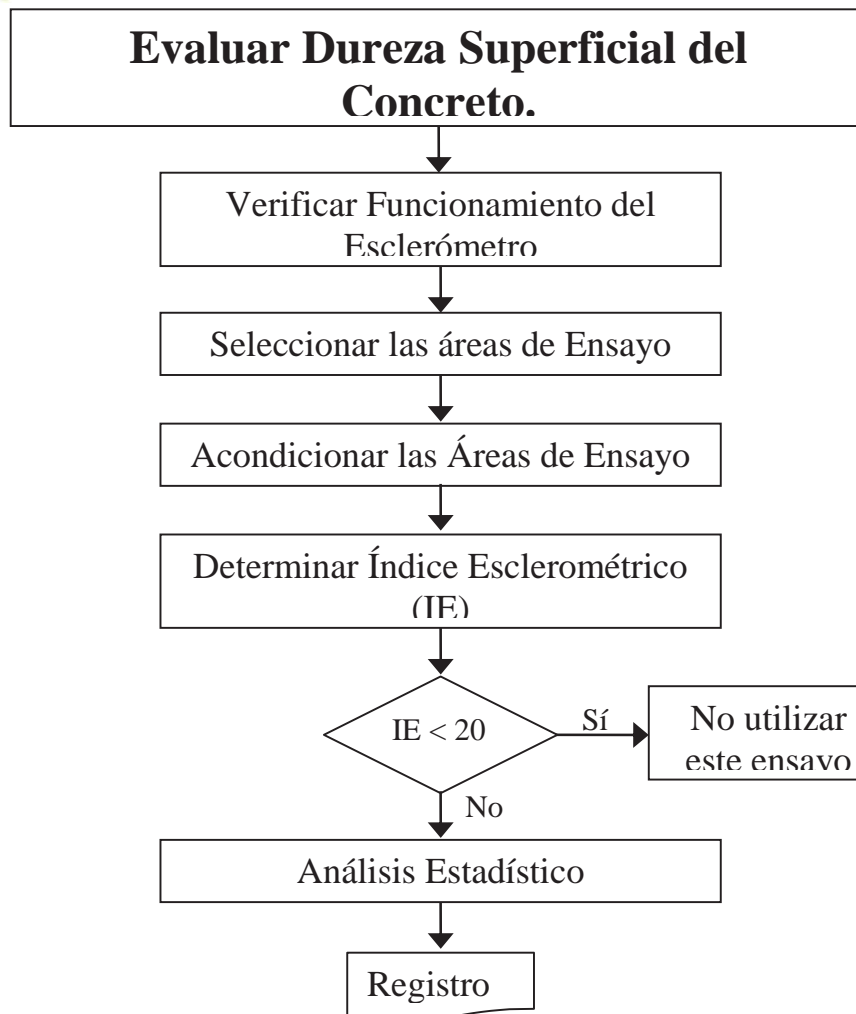 Evaluar Dureza Superficial del
Concreto.
Verificar Funcionamiento del
Esclerómetro
Seleccionar las áreas de Ensayo
Acondicionar las Áreas de Ensayo
Determinar Índice Esclerométrico
(IE)
IE < 20
Sí
No utilizar
este ensayo
No
Análisis Estadístico
Registro